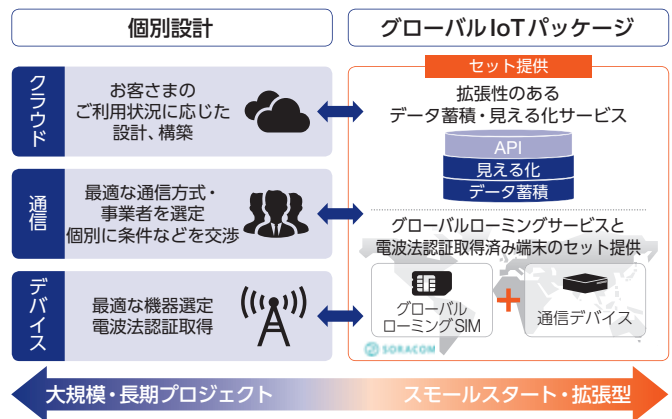 個別設計
グローバルIoTパッケージ
クラウド
お客さまの
ご利用状況に応じた
設計、構築
通信
最適な通信方式・
事業者を選定
個別に条件などを交渉
デバイス
最適な機器選定
電波法認証取得
セット提供
拡張性のある
データ蓄積・見える化サービス
API
見える化
データ蓄積
グローバルローミングサービスと
電波法認証取得済み端末のセット提供
グローバル
ローミングSIM
+
通信デバイス
SORACOM
大規模・長期プロジェクト
スモールスタート・拡張型